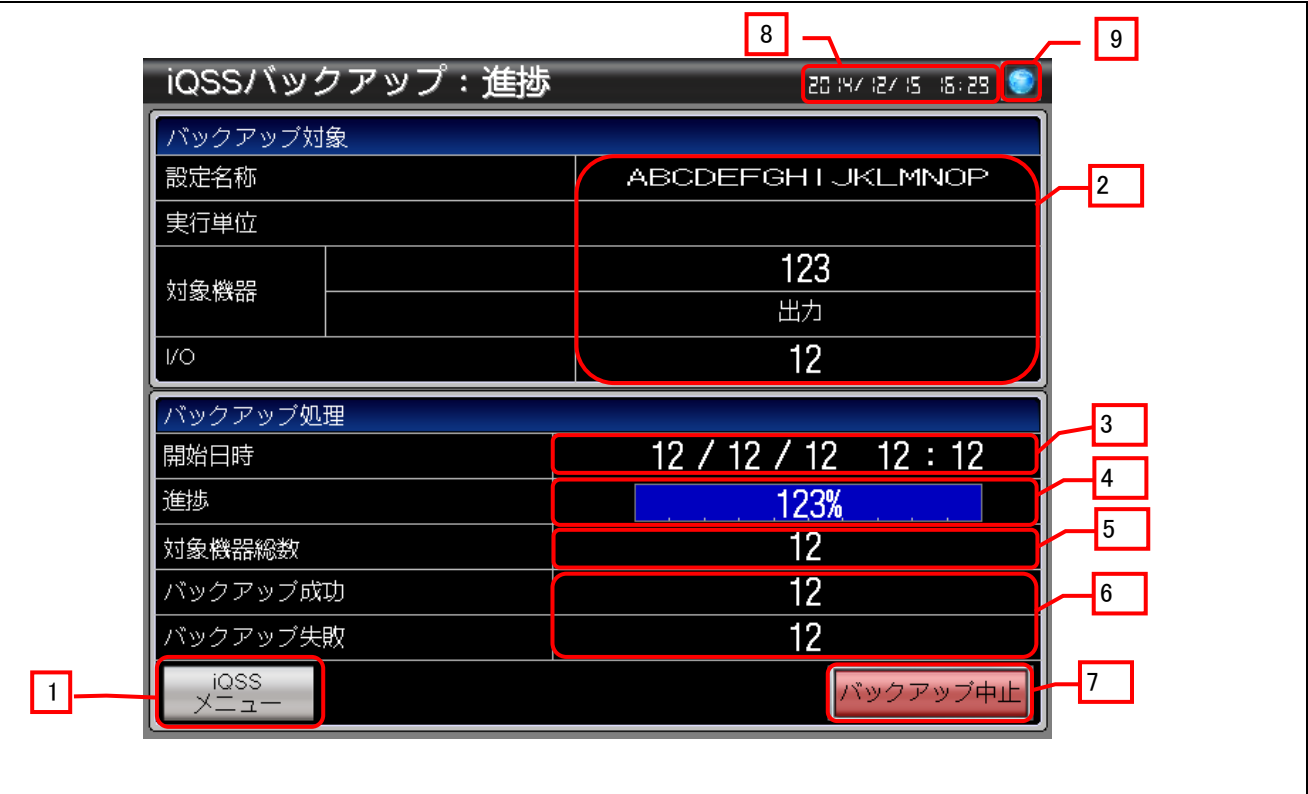 8
9
iQSSバックアップ：進捗 2014/12/15 16:29
バックアップ対象
設定名称 ABCDEFGHIJKLMNOP
2
実行単位
対象機器 123
出力
I/O 12
バックアップ処理
3
開始日時 12 / 12 / 12 12 : 12
4
進捗 123%
5
対象機器総数 12
バックアップ成功 12
6
バックアップ失敗 12
1
iQSS
メニュー
バックアップ中止
7